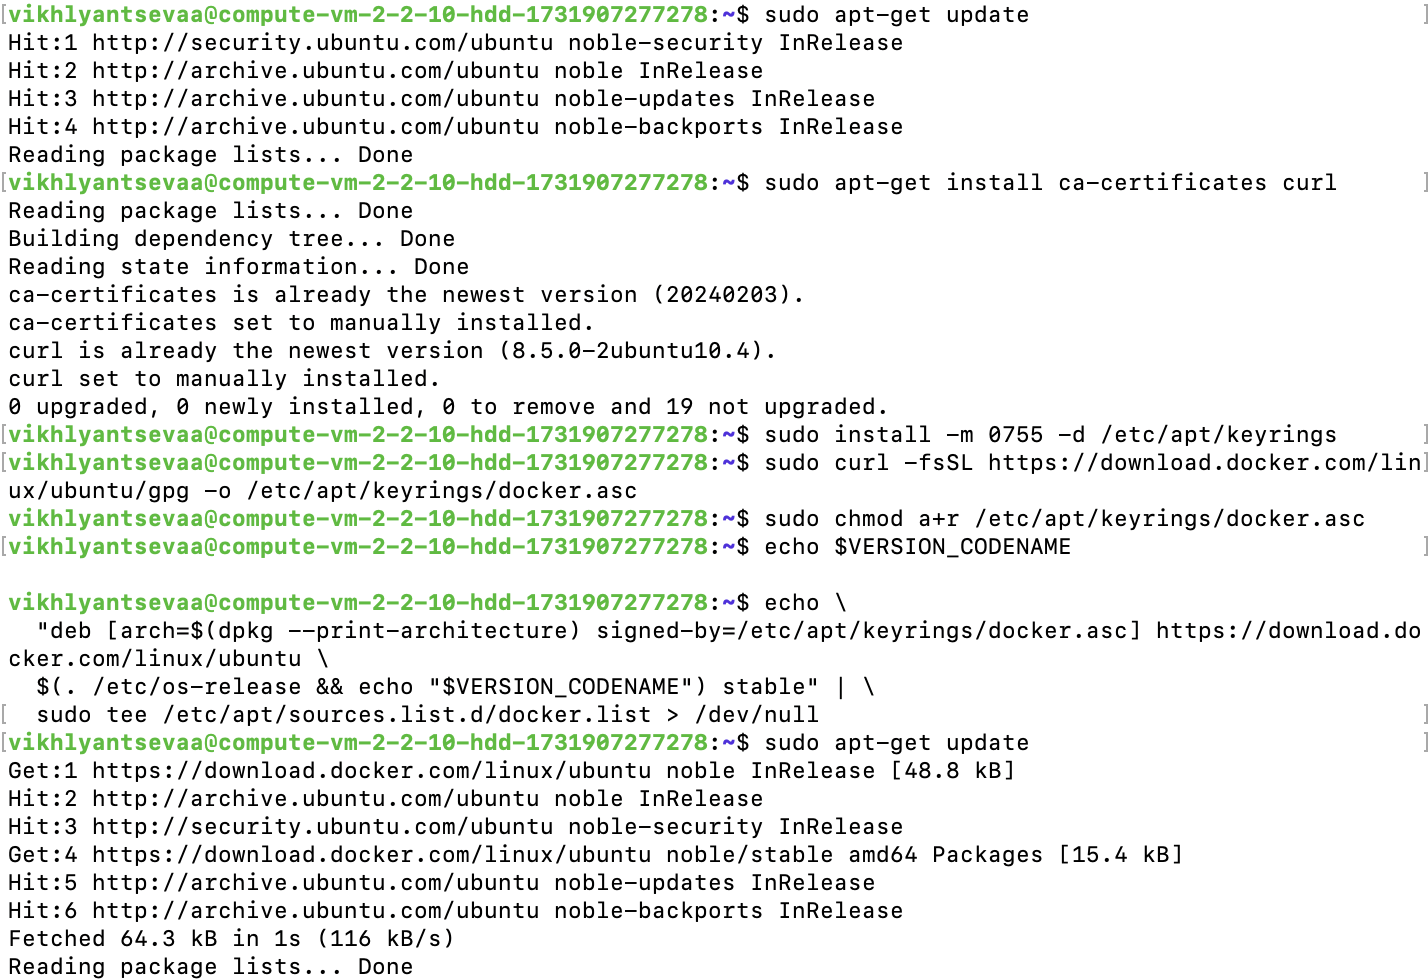 [vikhlyantsevaa@compute-vm-2-2-10-hdd-1731907277278:~$ sudo apt-get update ]
Hit:1 http://security.ubuntu.com/ubuntu noble-security InRelease
Hit:2 http://archive.ubuntu.com/ubuntu noble InRelease
Hit:3 http://archive.ubuntu.com/ubuntu noble-updates InRelease
Hit:4 http://archive.ubuntu.com/ubuntu noble-backports InRelease
Reading package lists... Done
[vikhlyantsevaa@compute-vm-2-2-10-hdd-1731907277278:~$ sudo apt-get install ca-certificates curl ]
Reading package lists... Done
Building dependency tree... Done
Reading state information... Done
ca-certificates is already the newest version (20240203).
ca-certificates set to manually installed.
curl is already the newest version (8.5.0-2ubuntu10.4).
curl set to manually installed.
0 upgraded, 0 newly installed, 0 to remove and 19 not upgraded.
[vikhlyantsevaa@compute-vm-2-2-10-hdd-1731907277278:~$ sudo install -m 0755 -d /etc/apt/keyrings ]
[vikhlyantsevaa@compute-vm-2-2-10-hdd-1731907277278:~$ sudo curl -fsSL https://download.docker.com/lin]
ux/ubuntu/gpg -o /etc/apt/keyrings/docker.asc
vikhlyantsevaa@compute-vm-2-2-10-hdd-1731907277278:~$ sudo chmod a+r /etc/apt/keyrings/docker.asc
[vikhlyantsevaa@compute-vm-2-2-10-hdd-1731907277278:~$ echo $VERSION_CODENAME ]
vikhlyantsevaa@compute-vm-2-2-10-hdd-1731907277278:~$ echo \
  "deb [arch=$(dpkg --print-architecture) signed-by=/etc/apt/keyrings/docker.asc] https://download.do
cker.com/linux/ubuntu \
  $(. /etc/os-release && echo "$VERSION_CODENAME") stable" | \
[  sudo tee /etc/apt/sources.list.d/docker.list > /dev/null ]
[vikhlyantsevaa@compute-vm-2-2-10-hdd-1731907277278:~$ sudo apt-get update ]
Get:1 https://download.docker.com/linux/ubuntu noble InRelease [48.8 kB]
Hit:2 http://archive.ubuntu.com/ubuntu noble InRelease
Hit:3 http://security.ubuntu.com/ubuntu noble-security InRelease
Get:4 https://download.docker.com/linux/ubuntu noble/stable amd64 Packages [15.4 kB]
Hit:5 http://archive.ubuntu.com/ubuntu noble-updates InRelease
Hit:6 http://archive.ubuntu.com/ubuntu noble-backports InRelease
Fetched 64.3 kB in 1s (116 kB/s)
Reading package lists... Done